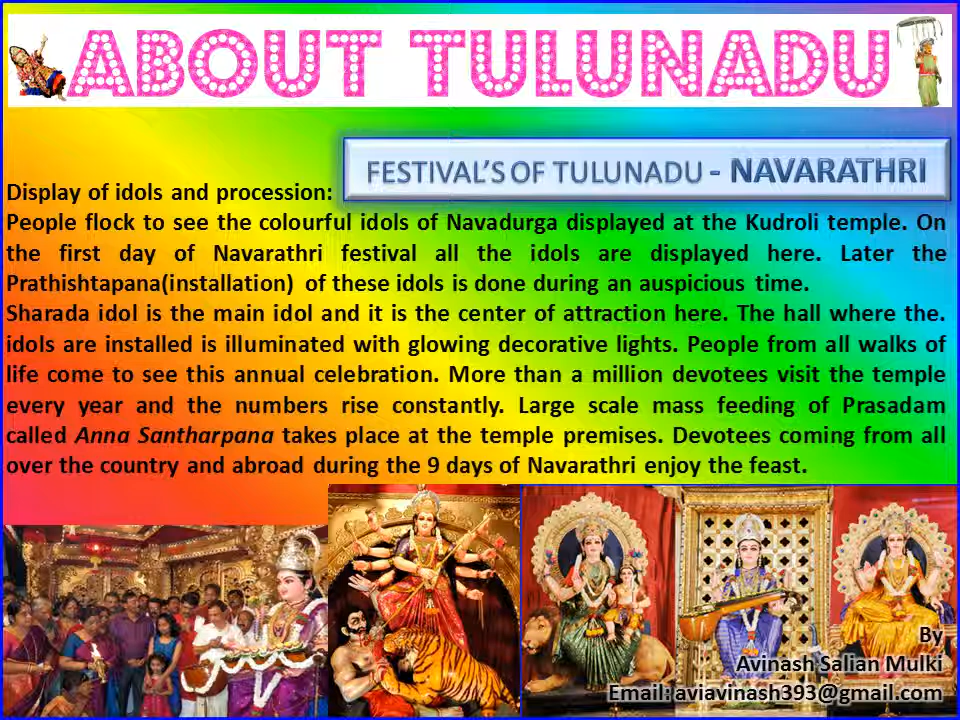 ABOUT TULUNADU
FESTIVAL'S OF TULUNADU - NAVARATHRI
Display of idols and procession:
People flock to see the colourful idols of Navadurga displayed at the Kudroli temple. On
the first day of Navarathri festival all the idols are displayed here. Later the
Prathishtapana(installation) of these idols is done during an auspicious time.
Sharada idol is the main idol and it is the center of attraction here. The hall where the.
idols are installed is illuminated with glowing decorative lights. People from all walks of
life come to see this annual celebration. More than a million devotees visit the temple
every year and the numbers rise constantly. Large scale mass feeding of Prasadam
called Anna Santharpana takes place at the temple premises. Devotees coming from all
over the country and abroad during the 9 days of Navarathri enjoy the feast.
By
Avinash Salian Mulki
Email: aviavinash393@gmail.com